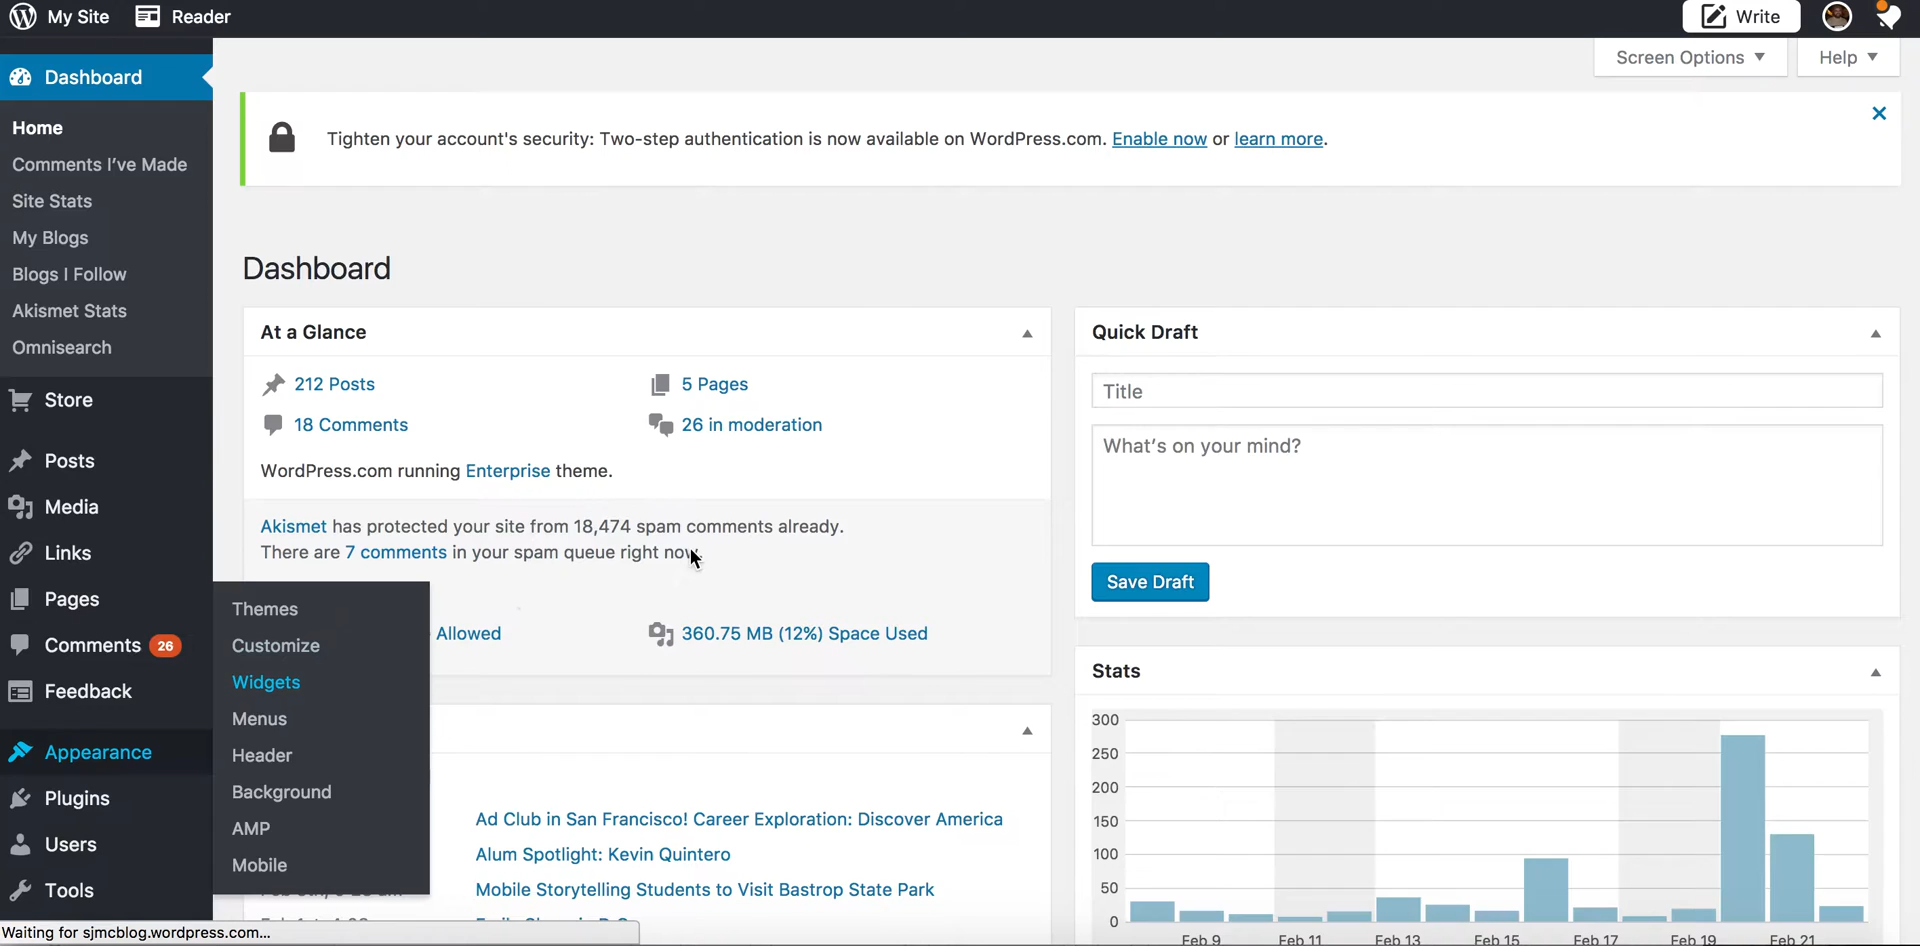 My Site
Reader
Write
Screen Options
Help
Dashboard
Home
Comments I've Made
Site Stats
My Blogs
Blogs I Follow
Akismet Stats
Omnisearch
Store
Posts
Media
Links
Pages
Comments 26
Feedback
Appearance
Plugins
Users
Tools
Themes
Customize
Widgets
Menus
Header
Background
AMP
Mobile
Tighten your account's security: Two-step authentication is now available on WordPress.com. Enable now or learn more.
Dashboard
At a Glance
212 Posts
5 Pages
18 Comments
26 in moderation
WordPress.com running Enterprise theme.
Akismet has protected your site from 18,474 spam comments already.
There are 7 comments in your spam queue right now
Allowed
360.75 MB (12%) Space Used
Ad Club in San Francisco! Career Exploration: Discover America
Alum Spotlight: Kevin Quintero
Mobile Storytelling Students to Visit Bastrop State Park
Quick Draft
Title
What's on your mind?
Save Draft
Stats
300
250
200
150
100
50
0
Feb 9 Feb 11 Feb 13 Feb 15 Feb 17 Feb 19 Feb 21
Waiting for sjmcblog.wordpress.com...